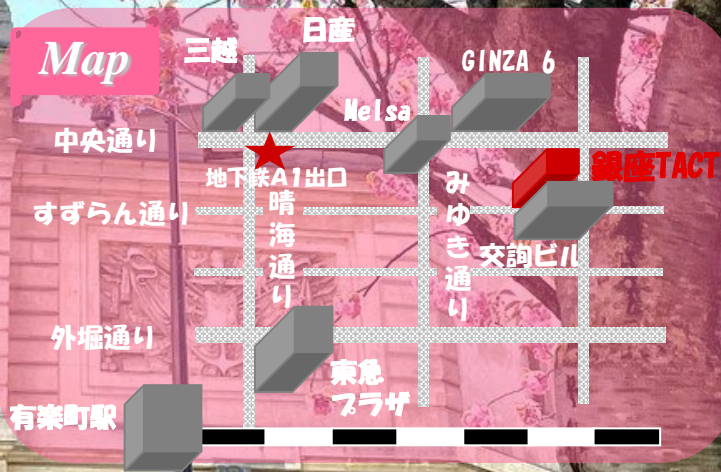 Map
三越
日産
GINZA 6
Melsa
中央通り
銀座TACT
地下鉄A1出口
すずらん通り
晴海通り
みゆき通り
交詢ビル
外堀通り
東急
プラザ
有楽町駅